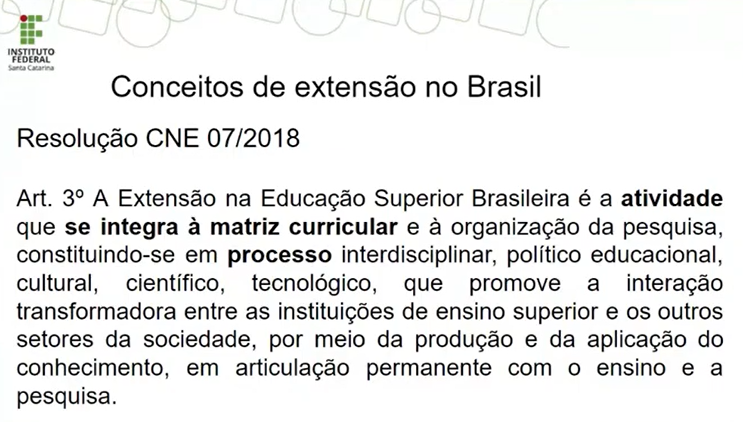 INSTITUTO
FEDERAL
Santa Catarina
Conceitos de extensão no Brasil
Resolução CNE 07/2018
Art. 3º A Extensão na Educação Superior Brasileira é a atividade
que se integra à matriz curricular e à organização da pesquisa,
constituindo-se em processo interdisciplinar, político educacional,
cultural, científico, tecnológico, que promove a interação
transformadora entre as instituições de ensino superior e os outros
setores da sociedade, por meio da produção e da aplicação do
conhecimento, em articulação permanente com o ensino e a
pesquisa.